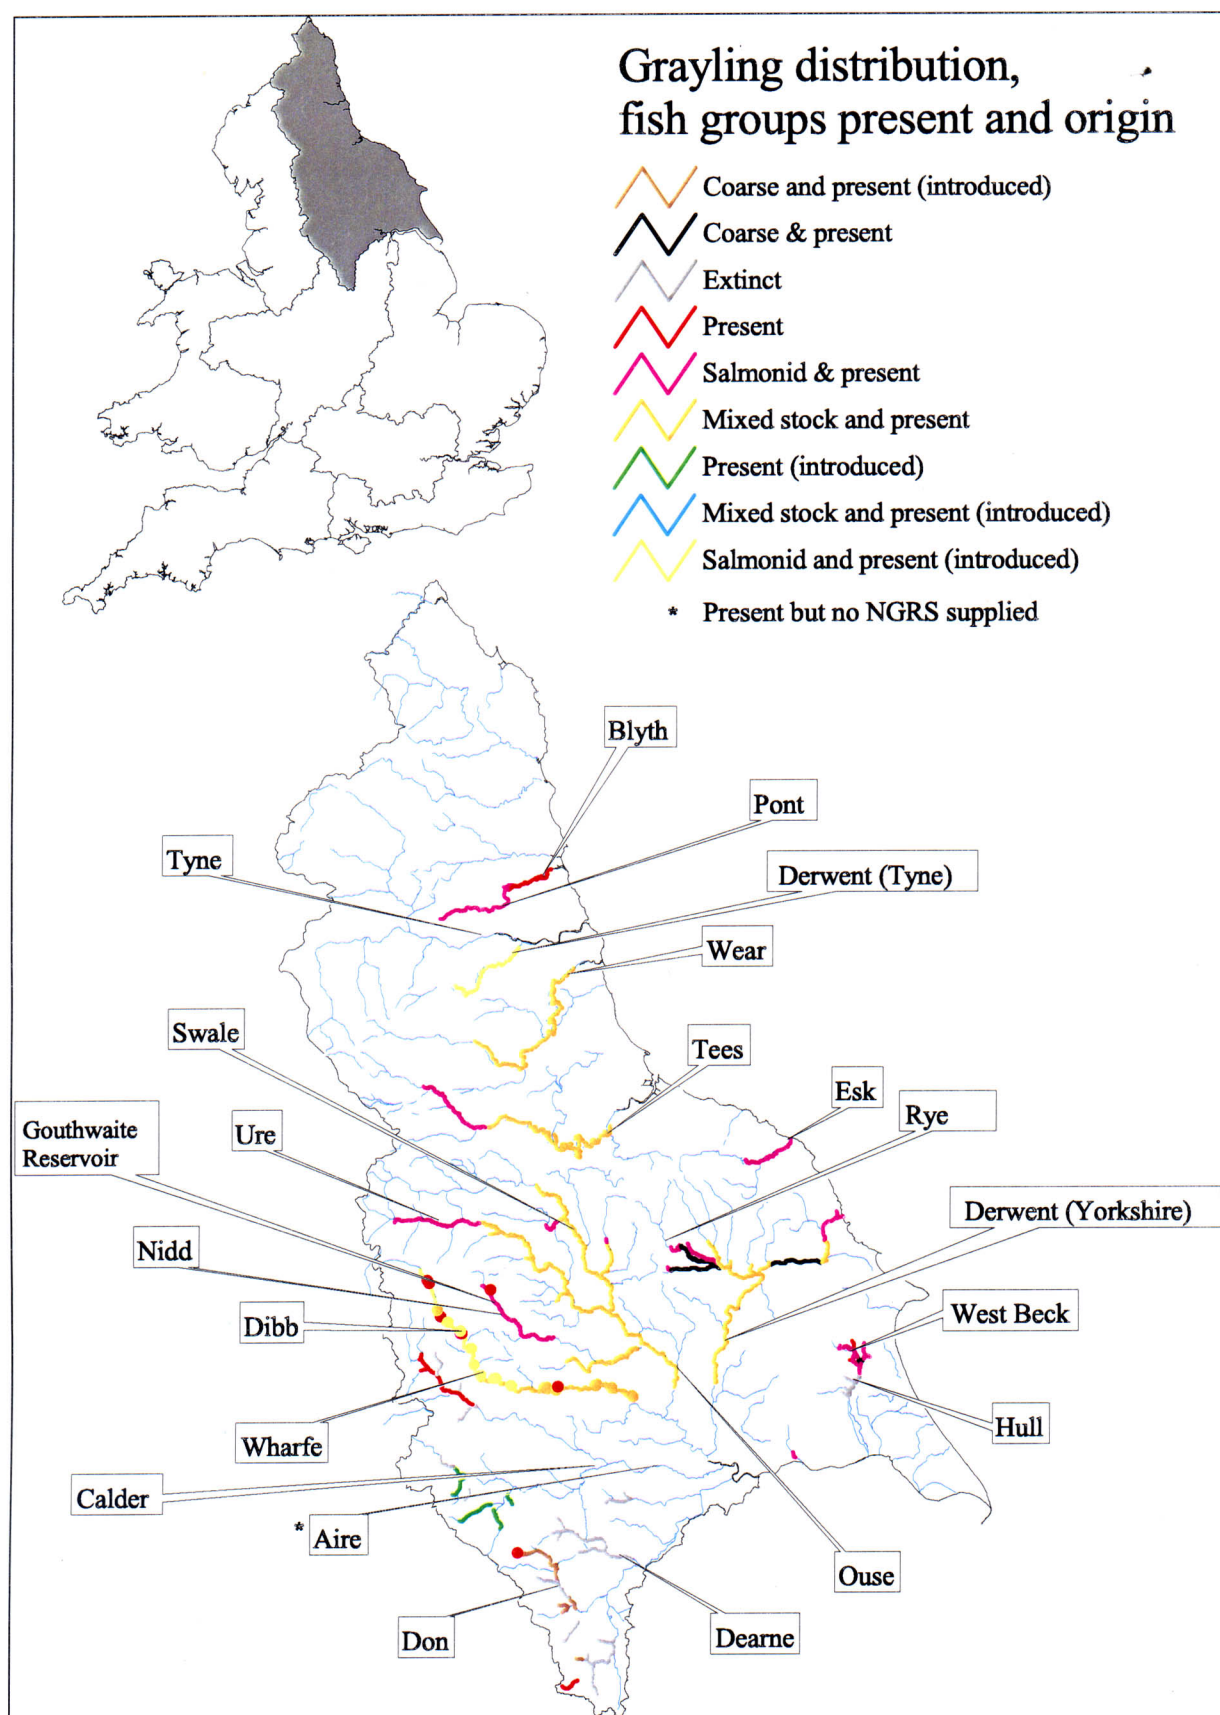 Grayling distribution,
fish groups present and origin
Coarse and present (introduced)
Coarse & present
Extinct
Present
Salmonid & present
Mixed stock and present
Present (introduced)
Mixed stock and present (introduced)
Salmonid and present (introduced)
* Present but no NGRS supplied
Blyth
Pont
Tyne
Derwent (Tyne)
Wear
Swale
Tees
Esk
Rye
Gouthwaite
Reservoir
Ure
Derwent (Yorkshire)
Nidd
Dibb
West Beck
Hull
Wharfe
Calder
* Aire
Ouse
Don
Dearne